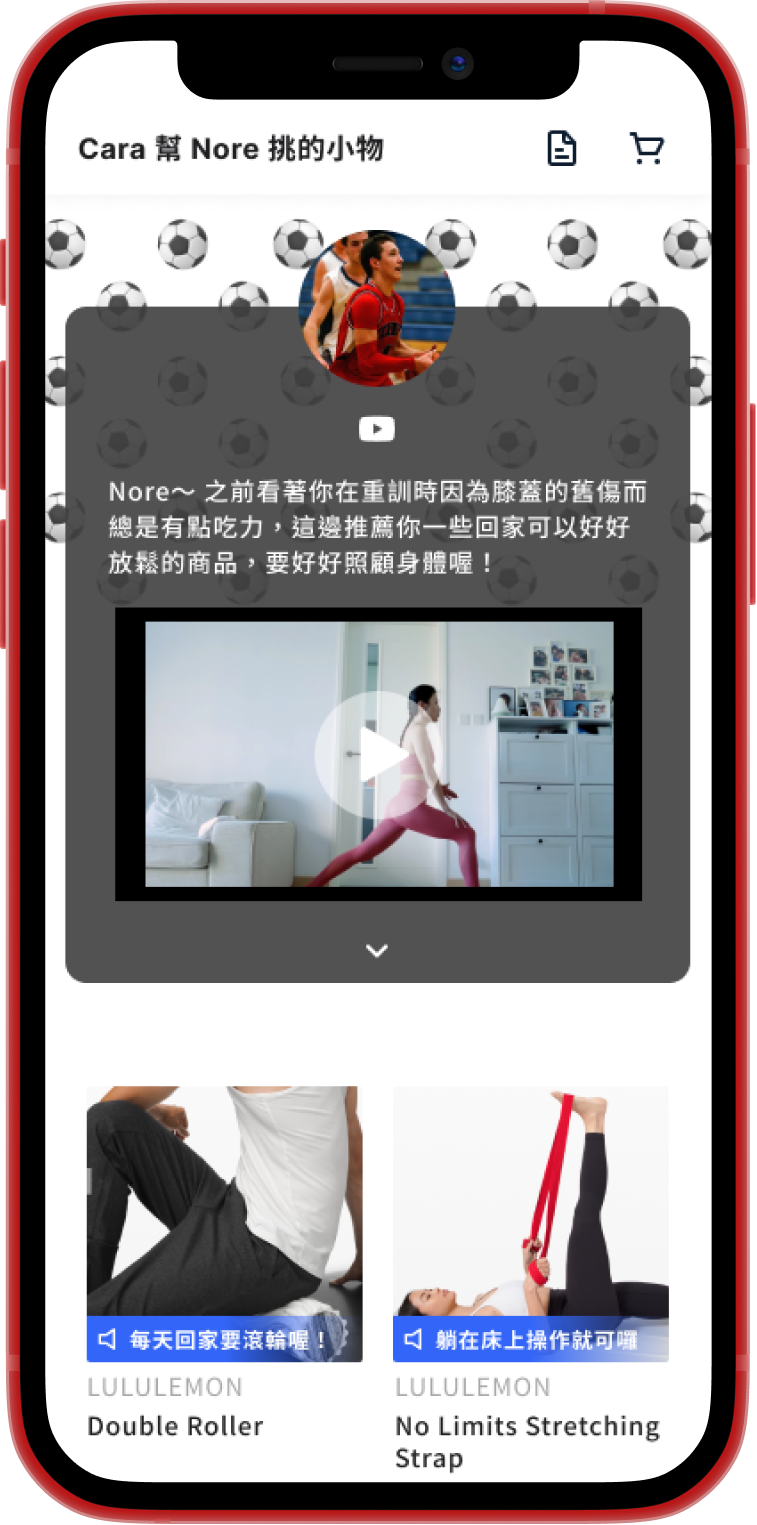 Cara 幫 Nore 挑的小物
Nore～ 之前看著你在重訓時因為膝蓋的舊傷而
總是有點吃力，這邊推薦你一些回家可以好好
放鬆的商品，要好好照顧身體喔！
每天回家要滾輪喔！
躺在床上操作就可囉
LULULEMON
Double Roller
LULULEMON
No Limits Stretching
Strap